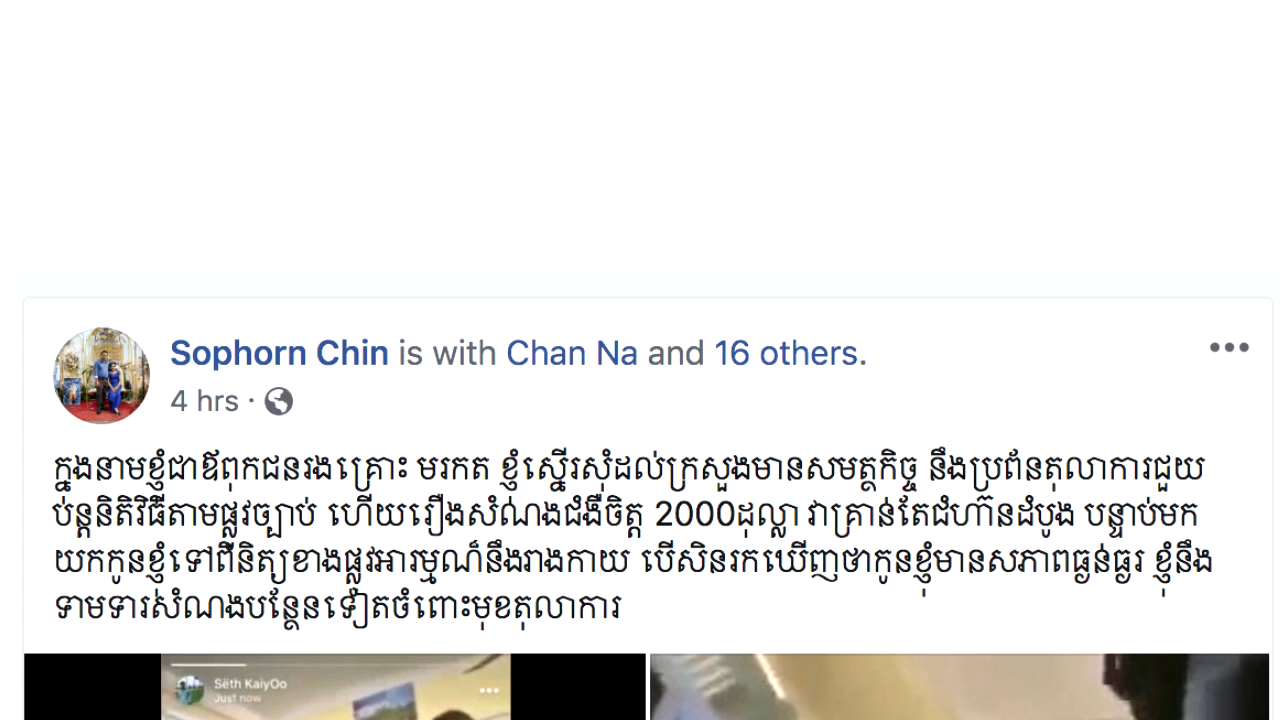 Sophorn Chin is with Chan Na and 16 others.
4 hrs ·
ក្នុងនាមខ្ញុំជាឪពុកជនរងគ្រោះ មរកត ខ្ញុំស្នើរសុំដល់ក្រសួងមានសមត្ថកិច្ច នឹងប្រព័នតុលាការជួយ
បន្តនិតិវិធីតាមផ្លូវច្បាប់ ហើយរឿងសំណងជំងឺចិត្ត 2000ដុល្លា វាគ្រាន់តែជំហ៊ានដំបូង បន្ទាប់មក
យកកូនខ្ញុំទៅពិនិត្យខាងផ្លូវអារម្មណ៏នឹងរាងកាយ បើសិនរកឃើញថាកូនខ្ញុំមានសភាពធ្ងន់ធ្ងរ ខ្ញុំនឹង
ទាមទារសំណងបន្ថែនទៀតចំពោះមុខតុលាការ
Sëth KaiyOo
Just now